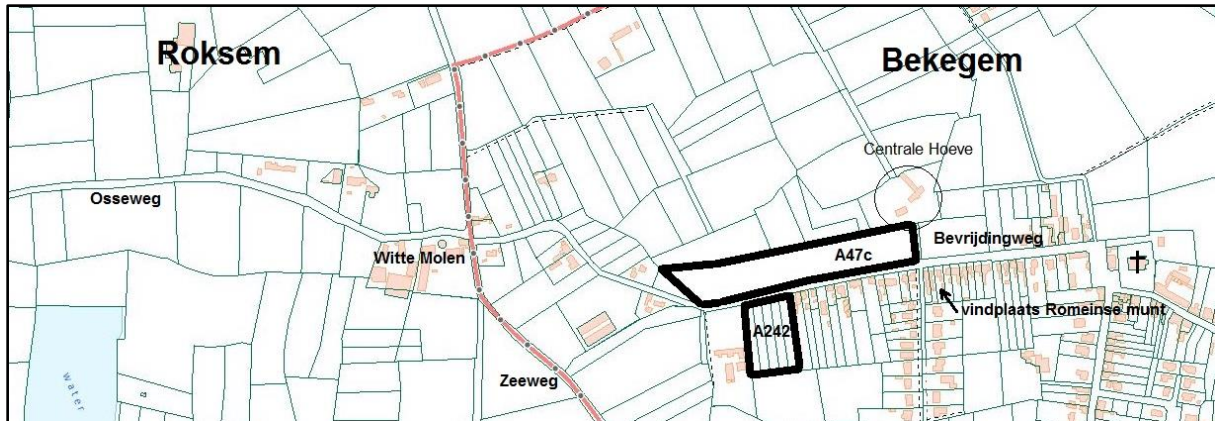 Roksem
Bekegem
Centrale Hoeve
Osseweg
Bevrijdingweg
Witte Molen
A47c
vindplaats Romeinse munt
A242
Zeeweg
water
a